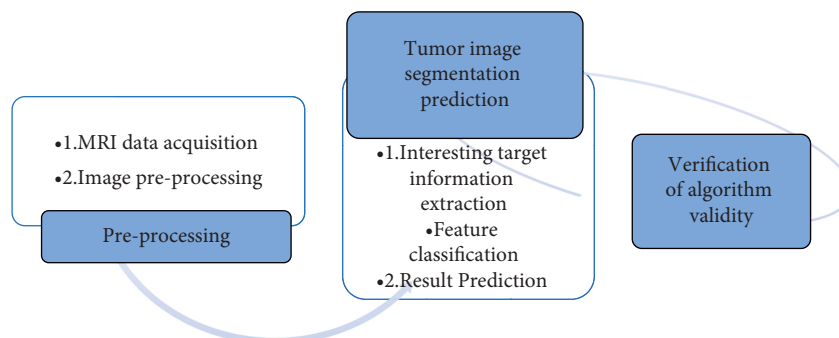 •1.MRI data acquisition
•2.Image pre-processing
Pre-processing
Tumor image
segmentation
prediction
•1.Interesting target
information
extraction
•Feature
classification
•2.Result Prediction
Verification
of algorithm
validity